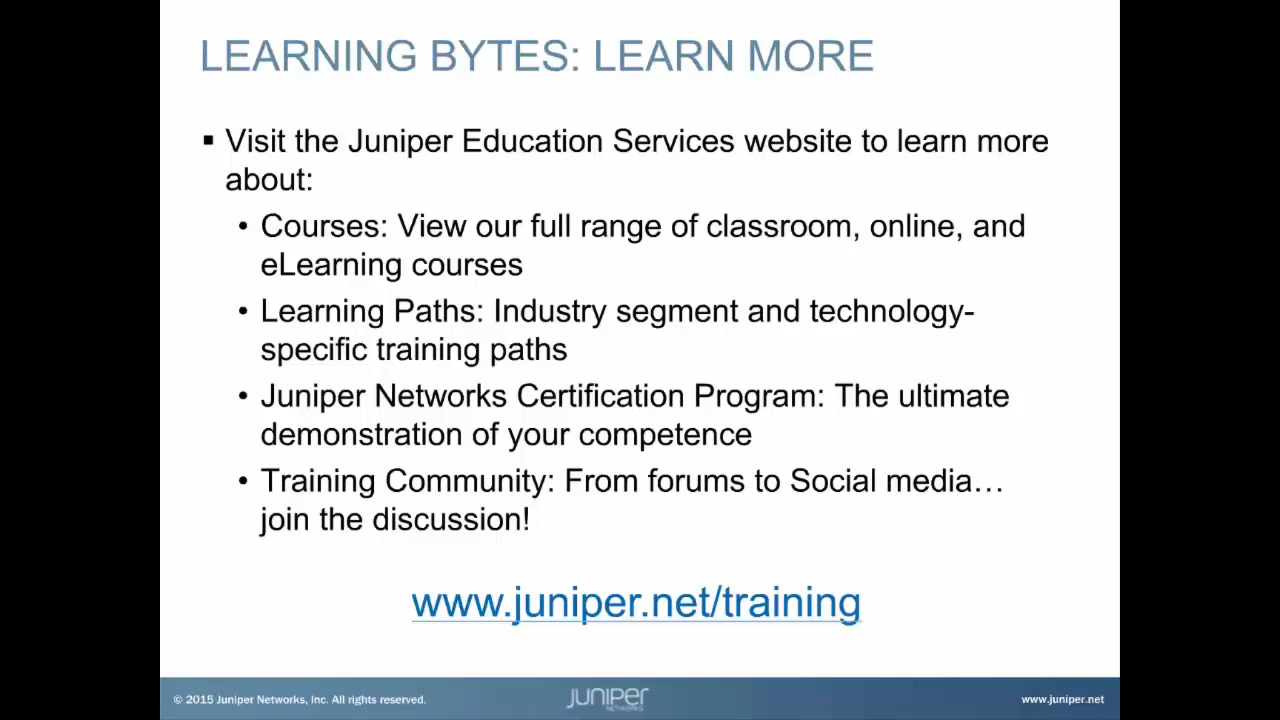 LEARNING BYTES: LEARN MORE
▪ Visit the Juniper Education Services website to learn more
about:
• Courses: View our full range of classroom, online, and
eLearning courses
• Learning Paths: Industry segment and technology-
specific training paths
• Juniper Networks Certification Program: The ultimate
demonstration of your competence
• Training Community: From forums to Social media…
join the discussion!
www.juniper.net/training
© 2015 Juniper Networks, Inc. All rights reserved.
JUNIPER
NETWORKS
www.juniper.net